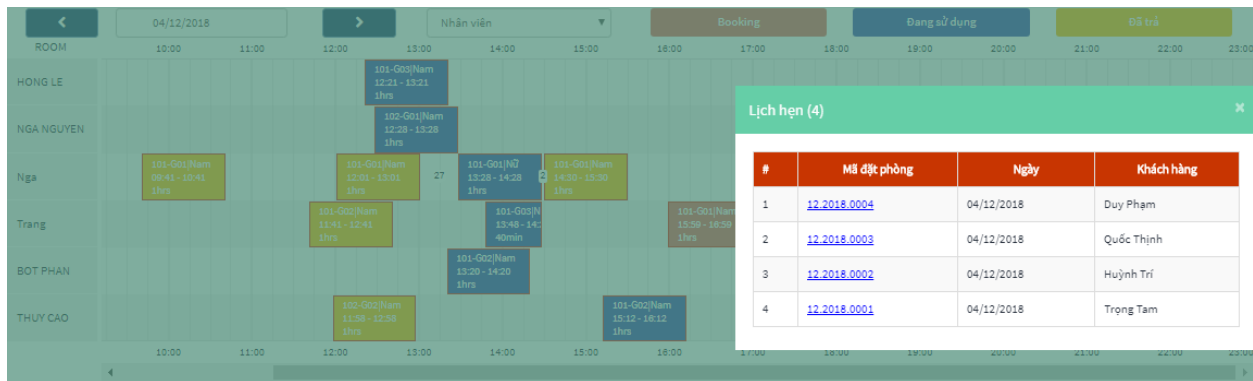 04/12/2018 Nhân viên Booking Đang sử dụng Đã trả
ROOM 10:00 11:00 12:00 13:00 14:00 15:00 16:00 17:00 18:00 19:00 20:00 21:00 22:00 23:00
HONG LE
101-G03|Nam
12:21 - 13:21
1hrs
NGA NGUYEN
102-G01|Nam
12:28 - 13:28
1hrs
Nga
101-G01|Nam
09:41 - 10:41
1hrs
101-G01|Nam
12:01 - 13:01
1hrs
27
101-G01|Nữ
13:28 - 14:28
1hrs
2
101-G01|Nam
14:30 - 15:30
1hrs
Trang
101-G02|Nam
11:41 - 12:41
1hrs
101-G03|N
13:48 - 14:
40min
101-G01|Nam
15:59 - 16:59
1hrs
BOT PHAN
101-G02|Nam
13:20 - 14:20
1hrs
THUY CAO
102-G02|Nam
11:58 - 12:58
1hrs
101-G02|Nam
15:12 - 16:12
1hrs
10:00 11:00 12:00 13:00 14:00 15:00 16:00 17:00 18:00 19:00 20:00 21:00 22:00 23:00
Lịch hẹn (4) ×
# Mã đặt phòng Ngày Khách hàng
1 12.2018.0004 04/12/2018 Duy Phạm
2 12.2018.0003 04/12/2018 Quốc Thịnh
3 12.2018.0002 04/12/2018 Huỳnh Trí
4 12.2018.0001 04/12/2018 Trọng Tam